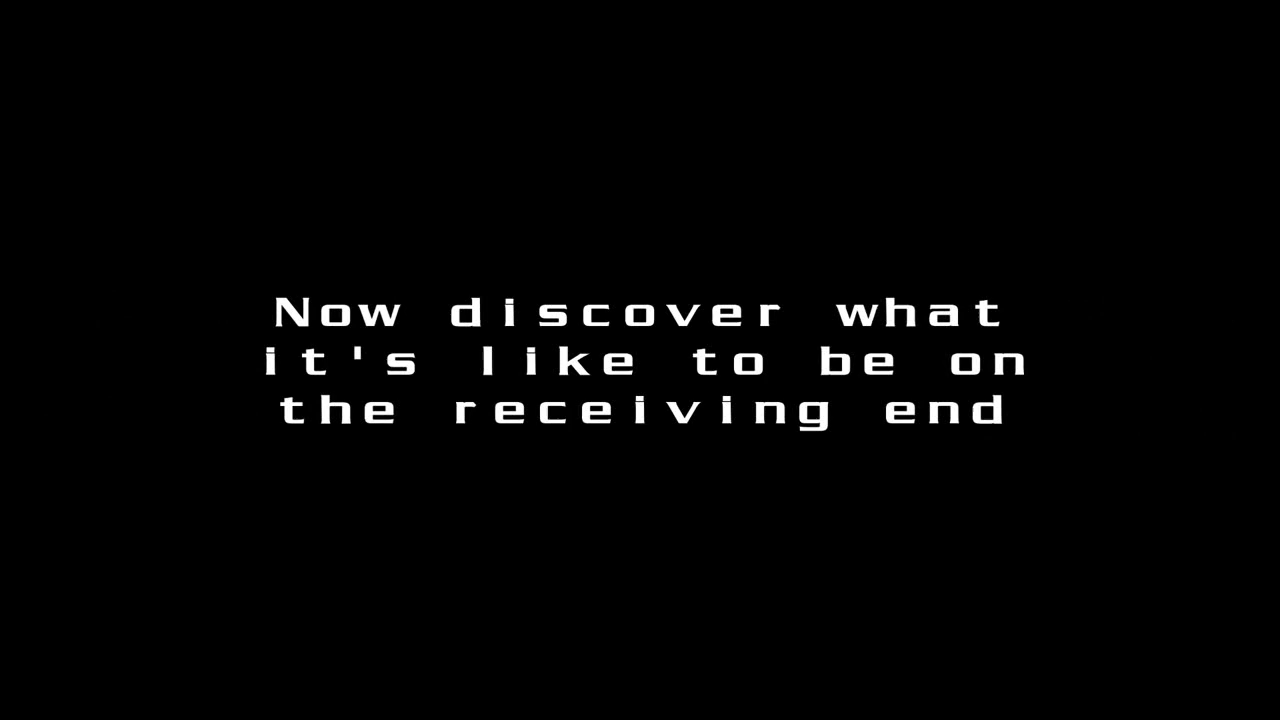 Now discover what
it's like to be on
the receiving end